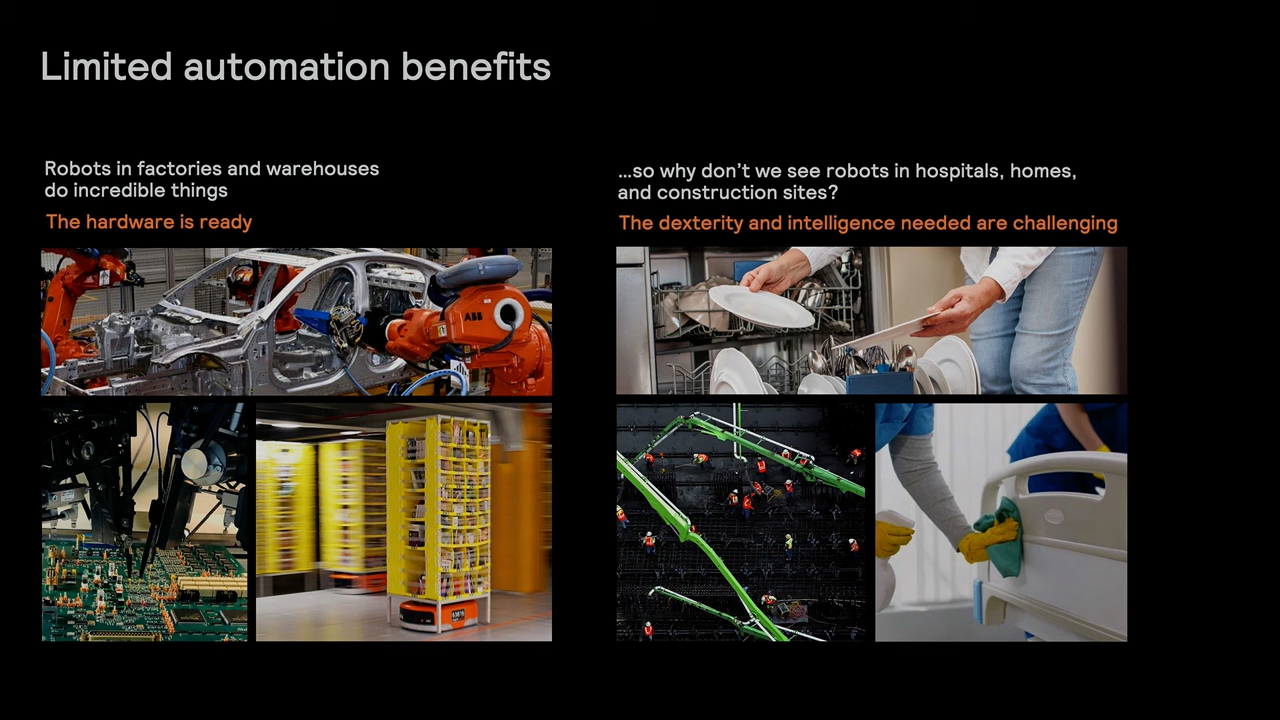 Limited automation benefits
Robots in factories and warehouses
do incredible things
The hardware is ready
...so why don't we see robots in hospitals, homes,
and construction sites?
The dexterity and intelligence needed are challenging
ABB